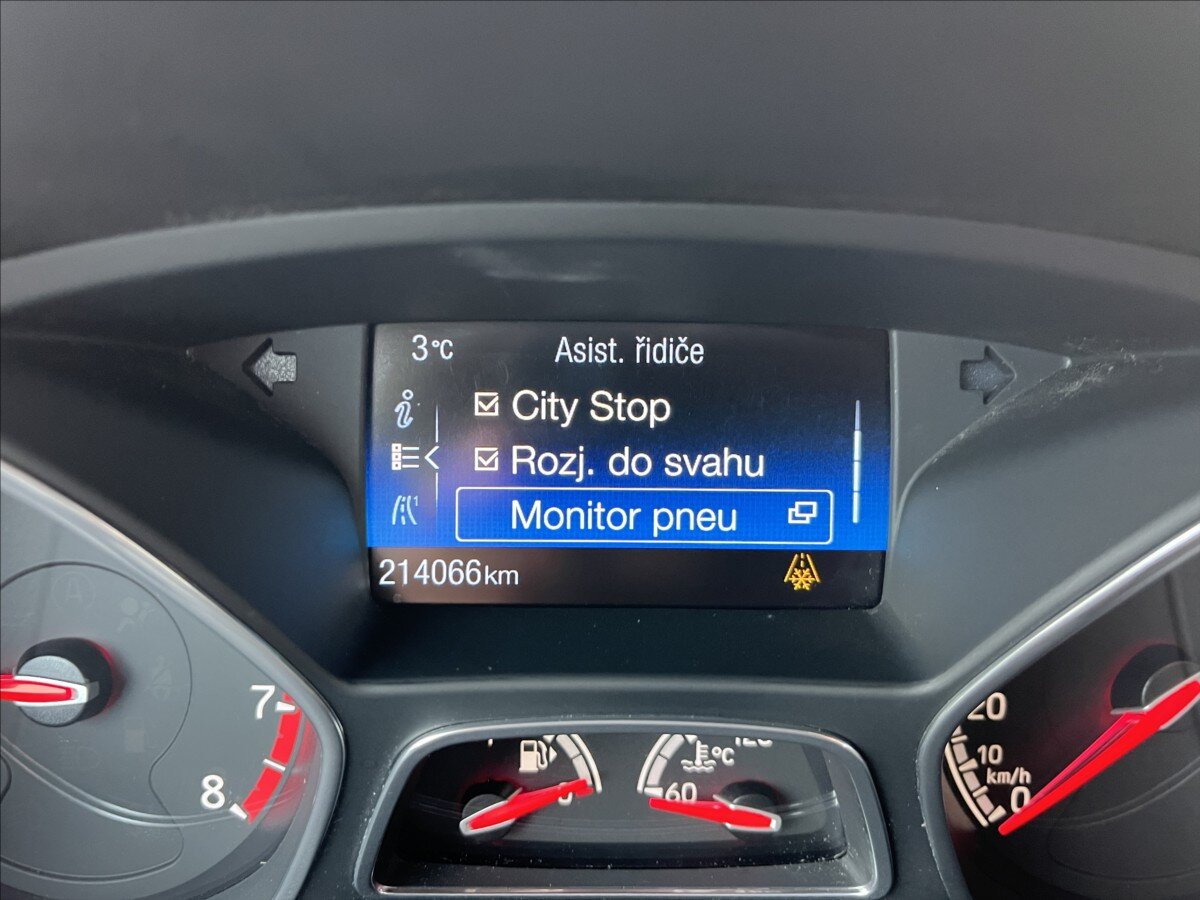 3°C Asist. řidiče
City Stop
Rozj. do svahu
Monitor pneu
214066km
7
8
60
°C
20
10
km/h
0